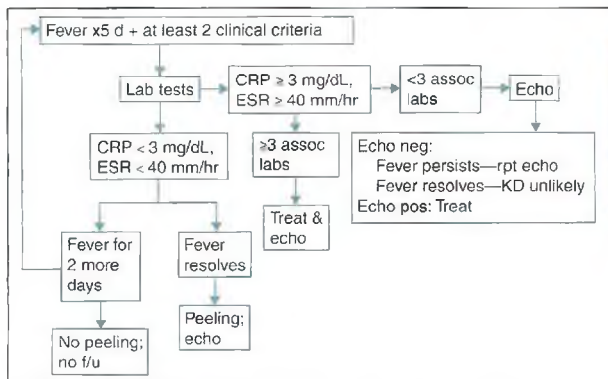 Fever x5 d + at least 2 clinical criteria
Lab tests
CRP ≥ 3 mg/dL,
ESR ≥ 40 mm/hr
<3 assoc
labs
Echo
CRP < 3 mg/dL,
ESR < 40 mm/hr
≥3 assoc
labs
Echo neg:
Fever persists—rpt echo
Fever resolves—KD unlikely
Echo pos: Treat
Treat &
echo
Fever for
2 more
days
Fever
resolves
No peeling;
no f/u
Peeling;
echo